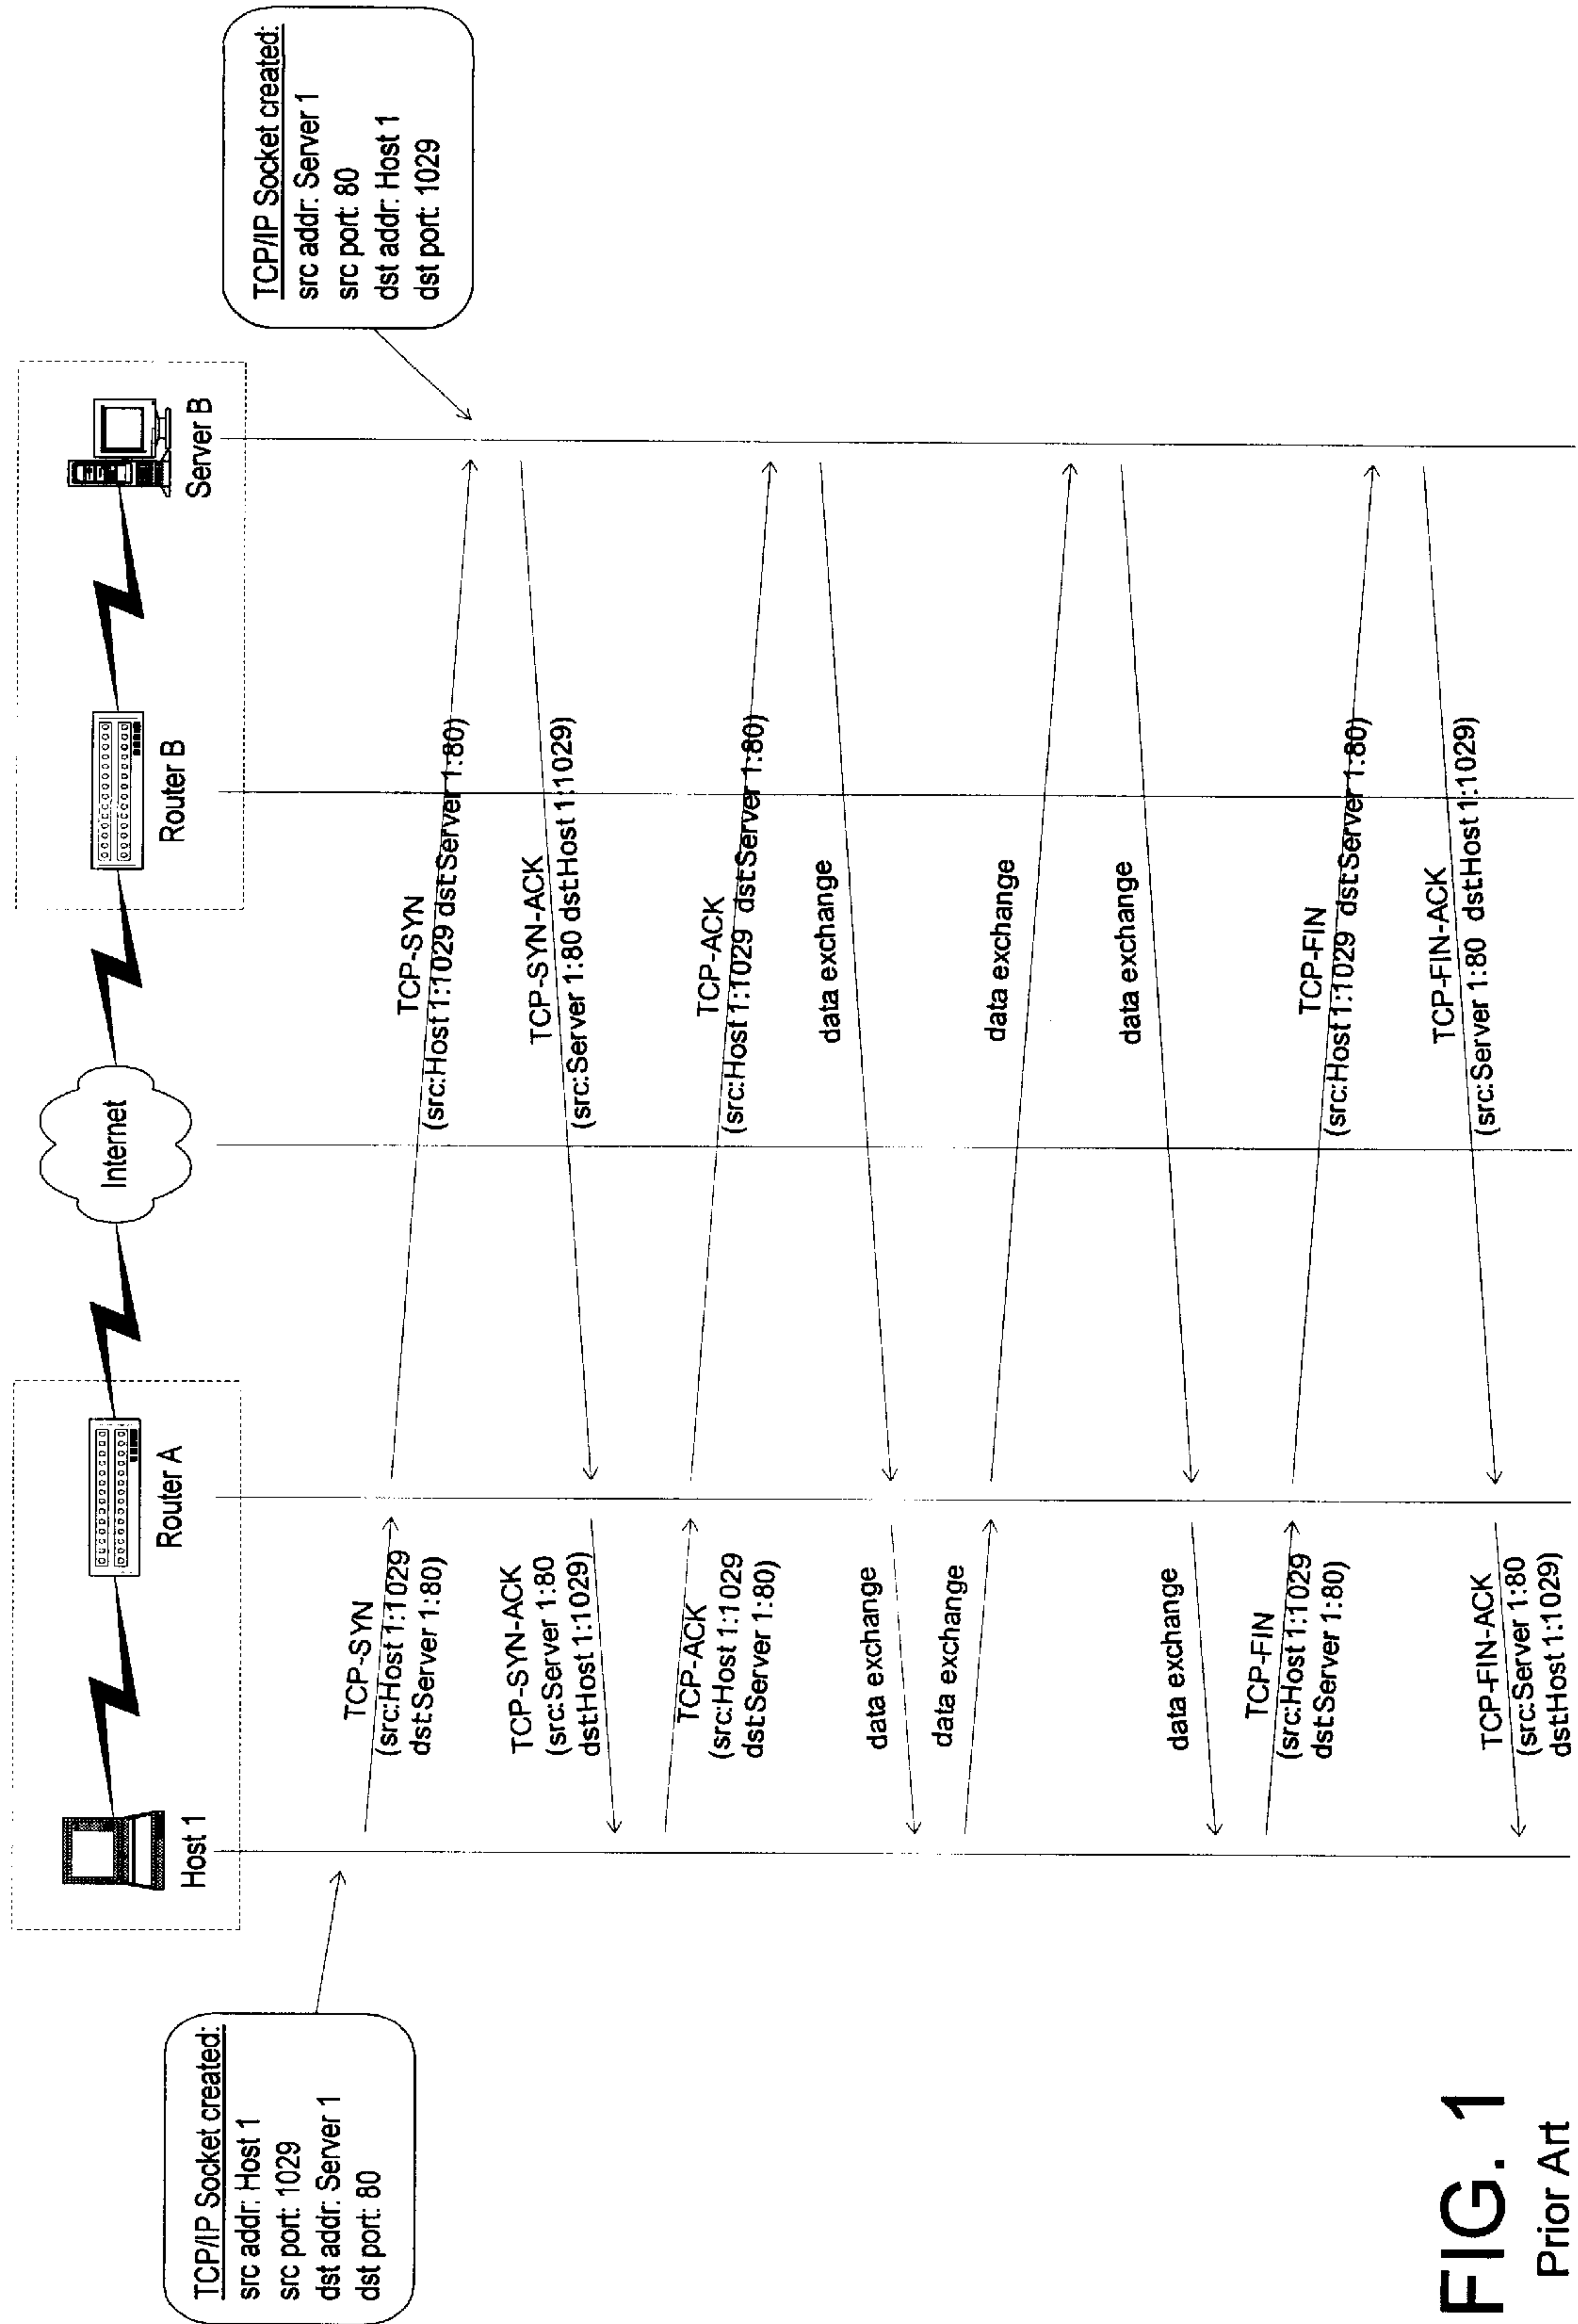 Host 1
Router A
Internet
Router B
Server B
TCP/IP Socket created:
src addr: Host 1
src port: 1029
dst addr: Server 1
dst port: 80
TCP/IP Socket created:
src addr: Server 1
src port: 80
dst addr: Host 1
dst port: 1029
TCP-SYN
(src:Host 1:1029
dst:Server 1:80)
TCP-SYN
(src:Host 1:1029 dst:Server 1:80)
TCP-SYN-ACK
(src:Server 1:80
dst:Host 1:1029)
TCP-SYN-ACK
(src:Server 1:80 dst:Host 1:1029)
TCP-ACK
(src:Host 1:1029
dst:Server 1:80)
TCP-ACK
(src:Host 1:1029 dst:Server 1:80)
data exchange
data exchange
data exchange
data exchange
data exchange
data exchange
TCP-FIN
(src:Host 1:1029
dst:Server 1:80)
TCP-FIN
(src:Host 1:1029 dst:Server 1:80)
TCP-FIN-ACK
(src:Server 1:80
dst:Host 1:1029)
TCP-FIN-ACK
(src:Server 1:80 dst:Host 1:1029)
FIG. 1
Prior Art